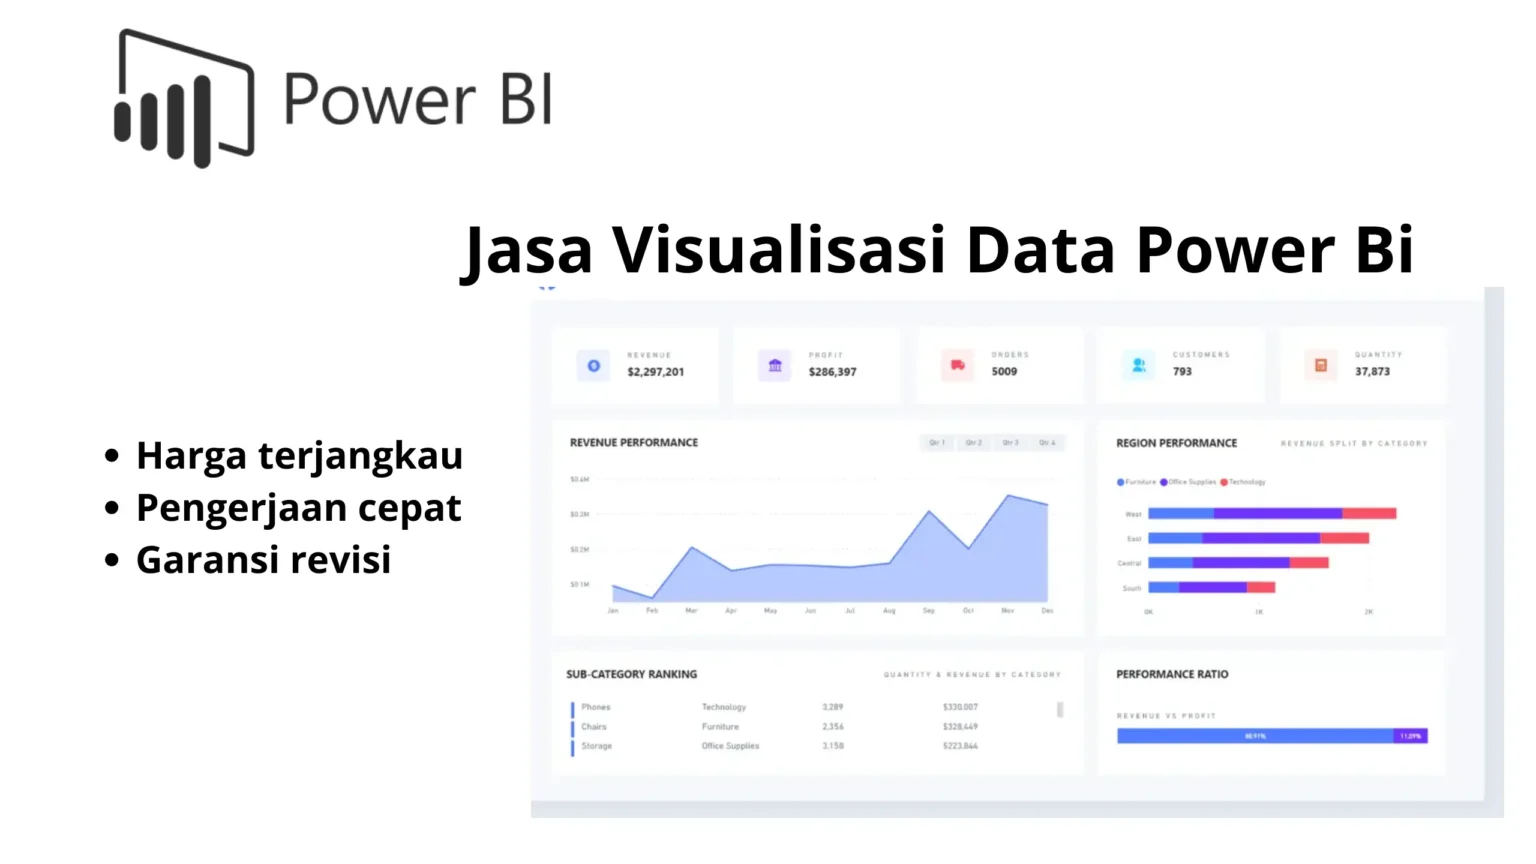 Power BI
Jasa Visualisasi Data Power Bi
Harga terjangkau
Pengerjaan cepat
Garansi revisi
REVENUE
$2,297,201
PROFIT
$286,397
ORDERS
5009
CUSTOMERS
793
QUANTITY
37,873
REVENUE PERFORMANCE
Qtr 1 Qtr 2 Qtr 3 Qtr 4
$0.4M
$0.3M
$0.2M
$0.1M
Jan Feb Mar Apr May Jun Jul Aug Sep Oct Nov Dec
REGION PERFORMANCE
REVENUE SPLIT BY CATEGORY
Furniture Office Supplies Technology
West
East
Central
South
0K 1K 2K
SUB-CATEGORY RANKING
QUANTITY & REVENUE BY CATEGORY
Phones Technology 3,289 $330,007
Chairs Furniture 2,356 $328,449
Storage Office Supplies 3,158 $223,844
PERFORMANCE RATIO
REVENUE VS PROFIT
11.09%